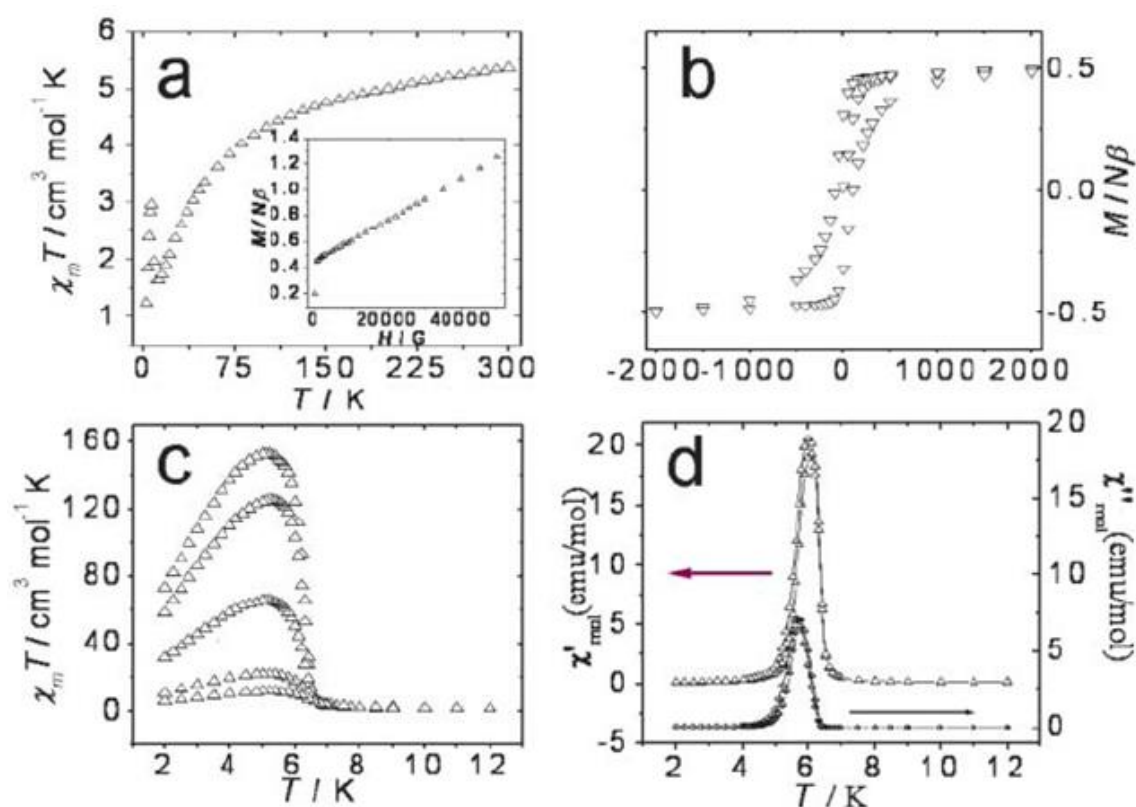 a
6
5
4
3
2
1
χm T / cm³ mol⁻¹ K
0 75 150 225 300
T / K
1.4
1.2
1.0
0.8
0.6
0.4
0.2
M/Nβ
0 20000 40000
H / G
b
0.5
0.0
-0.5
M / Nβ
-2000 -1000 0 1000 2000
c
160
120
80
40
0
χm T / cm³ mol⁻¹ K
2 4 6 8 10 12
T / K
d
20
15
10
5
0
-5
χ'mol(cmu/mol)
20
15
10
5
0
χ''mol(emu/mol)
2 4 6 8 10 12
T / K